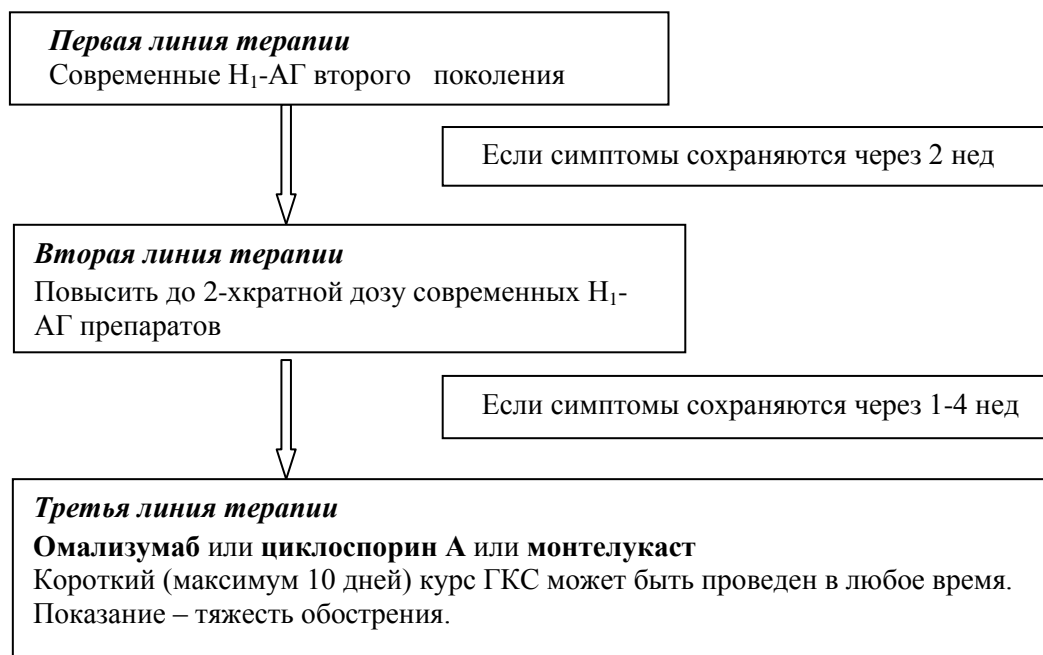 Первая линия терапии
Современные H₁-АГ второго поколения
Если симптомы сохраняются через 2 нед
Вторая линия терапии
Повысить до 2-хкратной дозу современных H₁-
АГ препаратов
Если симптомы сохраняются через 1-4 нед
Третья линия терапии
Омализумаб или циклоспорин А или монтелукаст
Короткий (максимум 10 дней) курс ГКС может быть проведен в любое время.
Показание – тяжесть обострения.